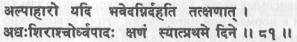 अल्पाहारो यदि भवेदग्निर्दहति तत्क्षणात् ।
अधःशिराश्चोर्ध्वपादः क्षणं स्यात्प्रथमे दिने ।। ८१ ।।